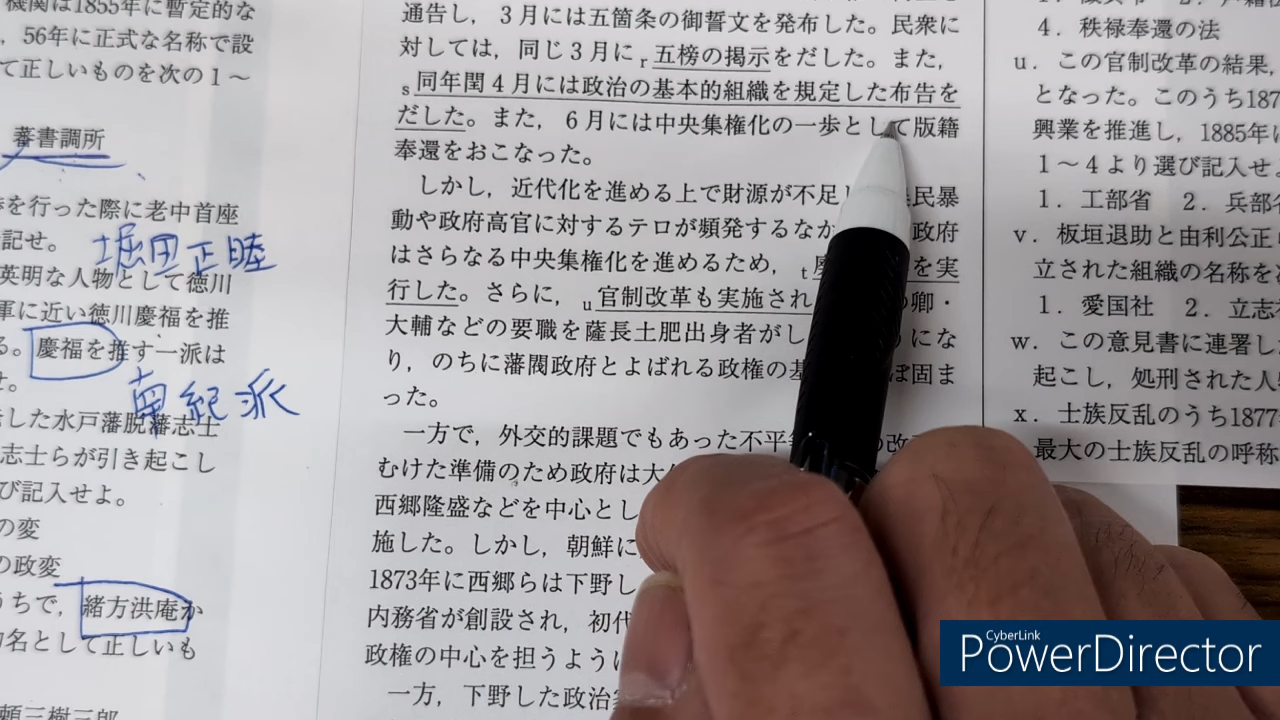 機関は1855年に暫定的な
，56年に正式な名称で設
て正しいものを次の1～
蕃書調所
を行った際に老中首座
記せ。
堀田正睦
英明な人物として徳川
軍に近い徳川慶福を推
る。慶福を推す一派は
せ。
南紀派
した水戸藩脱藩志士
志士らが引き起こし
び記入せよ。
の変
の政変
うちで，緒方洪庵か
名として正しいも
頼三樹三郎
通告し，3月には五箇条の御誓文を発布した。民衆に
対しては，同じ3月にr五榜の掲示をだした。また，
s同年閏4月には政治の基本的組織を規定した布告を
だした。また，6月には中央集権化の一歩として版籍
奉還をおこなった。
しかし，近代化を進める上で財源が不足し 民暴
動や政府高官に対するテロが頻発するなか 政府
はさらなる中央集権化を進めるため，t を実
行した。さらに，u官制改革も実施され の卿・
大輔などの要職を薩長土肥出身者がし うにな
り，のちに藩閥政府とよばれる政権の基 ぼ固ま
った。
一方で，外交的課題でもあった不平等 の改
むけた準備のため政府は大
西郷隆盛などを中心とし
施した。しかし，朝鮮に
1873年に西郷らは下野し
内務省が創設され，初代
政権の中心を担うように
一方，下野した政治
4．秩禄奉還の法
u．この官制改革の結果，
となった。このうち187
興業を推進し，1885年に
1～4より選び記入せよ
1．工部省 2．兵部省
v．板垣退助と由利公正
立された組織の名称を
1．愛国社 2．立志
w．この意見書に連署し
起こし，処刑された人
x．士族反乱のうち1877
最大の士族反乱の呼称
CyberLink
PowerDirector